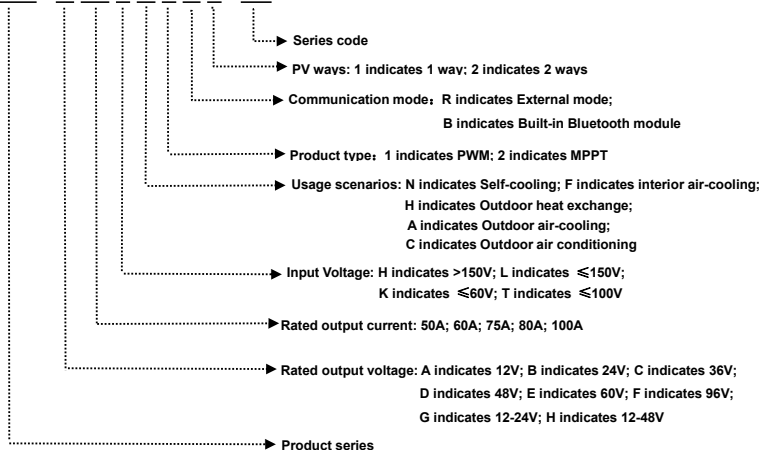 Series code
PV ways: 1 indicates 1 way; 2 indicates 2 ways
Communication mode：R indicates External mode;
B indicates Built-in Bluetooth module
Product type：1 indicates PWM; 2 indicates MPPT
Usage scenarios: N indicates Self-cooling; F indicates interior air-cooling;
H indicates Outdoor heat exchange;
A indicates Outdoor air-cooling;
C indicates Outdoor air conditioning
Input Voltage: H indicates >150V; L indicates ≤150V;
K indicates ≤60V; T indicates ≤100V
Rated output current: 50A; 60A; 75A; 80A; 100A
Rated output voltage: A indicates 12V; B indicates 24V; C indicates 36V;
D indicates 48V; E indicates 60V; F indicates 96V;
G indicates 12-24V; H indicates 12-48V
Product series